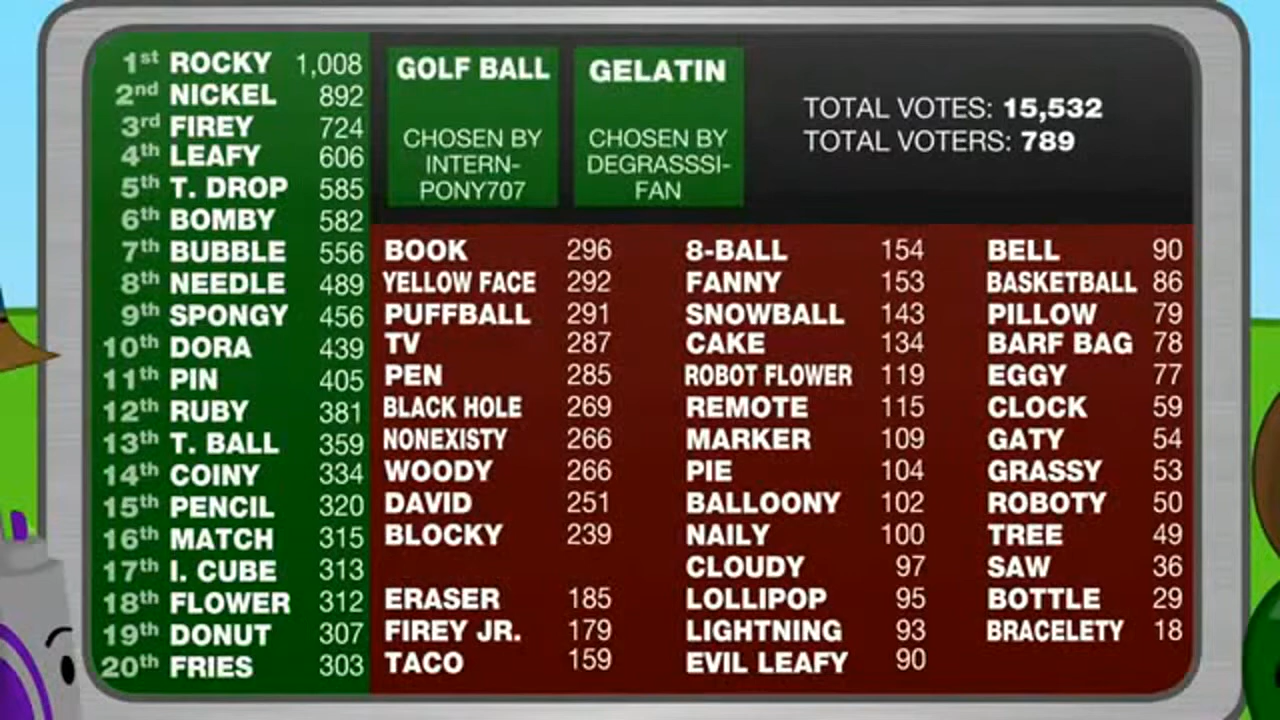 1st ROCKY 1,008
2nd NICKEL 892
3rd FIREY 724
4th LEAFY 606
5th T. DROP 585
6th BOMBY 582
7th BUBBLE 556
8th NEEDLE 489
9th SPONGY 456
10th DORA 439
11th PIN 405
12th RUBY 381
13th T. BALL 359
14th COINY 334
15th PENCIL 320
16th MATCH 315
17th I. CUBE 313
18th FLOWER 312
19th DONUT 307
20th FRIES 303
GOLF BALL
CHOSEN BY
INTERN-
PONY707
GELATIN
CHOSEN BY
DEGRASSSI-
FAN
TOTAL VOTES: 15,532
TOTAL VOTERS: 789
BOOK 296
YELLOW FACE 292
PUFFBALL 291
TV 287
PEN 285
BLACK HOLE 269
NONEXISTY 266
WOODY 266
DAVID 251
BLOCKY 239
ERASER 185
FIREY JR. 179
TACO 159
8-BALL 154
FANNY 153
SNOWBALL 143
CAKE 134
ROBOT FLOWER 119
REMOTE 115
MARKER 109
PIE 104
BALLOONY 102
NAILY 100
CLOUDY 97
LOLLIPOP 95
LIGHTNING 93
EVIL LEAFY 90
BELL 90
BASKETBALL 86
PILLOW 79
BARF BAG 78
EGGY 77
CLOCK 59
GATY 54
GRASSY 53
ROBOTY 50
TREE 49
SAW 36
BOTTLE 29
BRACELETY 18